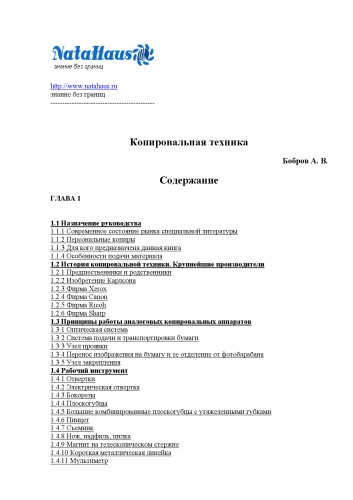 NataHaus
знание без границ
http://www.natahaus.ru
знание без границ
--------------------------------------------
Копировальная техника
Бобров А. В.
Содержание
ГЛАВА 1
1.1 Назначение руководства
1.1.1 Современное состояние рынка специальной литературы
1.1.2 Персональные копиры
1.1.3 Для кого предназначена данная книга
1.1.4 Особенности подачи материала
1.2 История копировальной техники. Крупнейшие производители
1.2.1 Предшественники и родственники
1.2.2 Изобретение Карлсона
1.2.3 Фирма Xerox
1.2.4 Фирма Canon
1.2.5 Фирма Ricoh
1.2.6 Фирма Sharp
1.3 Принципы работы аналоговых копировальных аппаратов
1.3 1 Оптическая система
1.3 2 Система подачи и транспортировки бумаги
1.3 3 Узел проявки
1.3 4 Перенос изображения на бумагу и ее отделение от фотобарабана
1.3 5 Узел закрепления
1.4 Рабочий инструмент
1.4.1 Отвертки
1.4.2 Электрическая отвертка
1.4.3 Бокорезы
1.4.4 Плоскогубцы
1.4.5 Большие комбинированные плоскогубцы с утяжеленными губками
1.4.6 Пинцет
1.4.7 Съемник
1.4.8 Нож, надфиль, пилка
1.4.9 Магнит на телескопическом стержне
1.4.10 Короткая металлическая линейка
1.4.11 Мультиметр